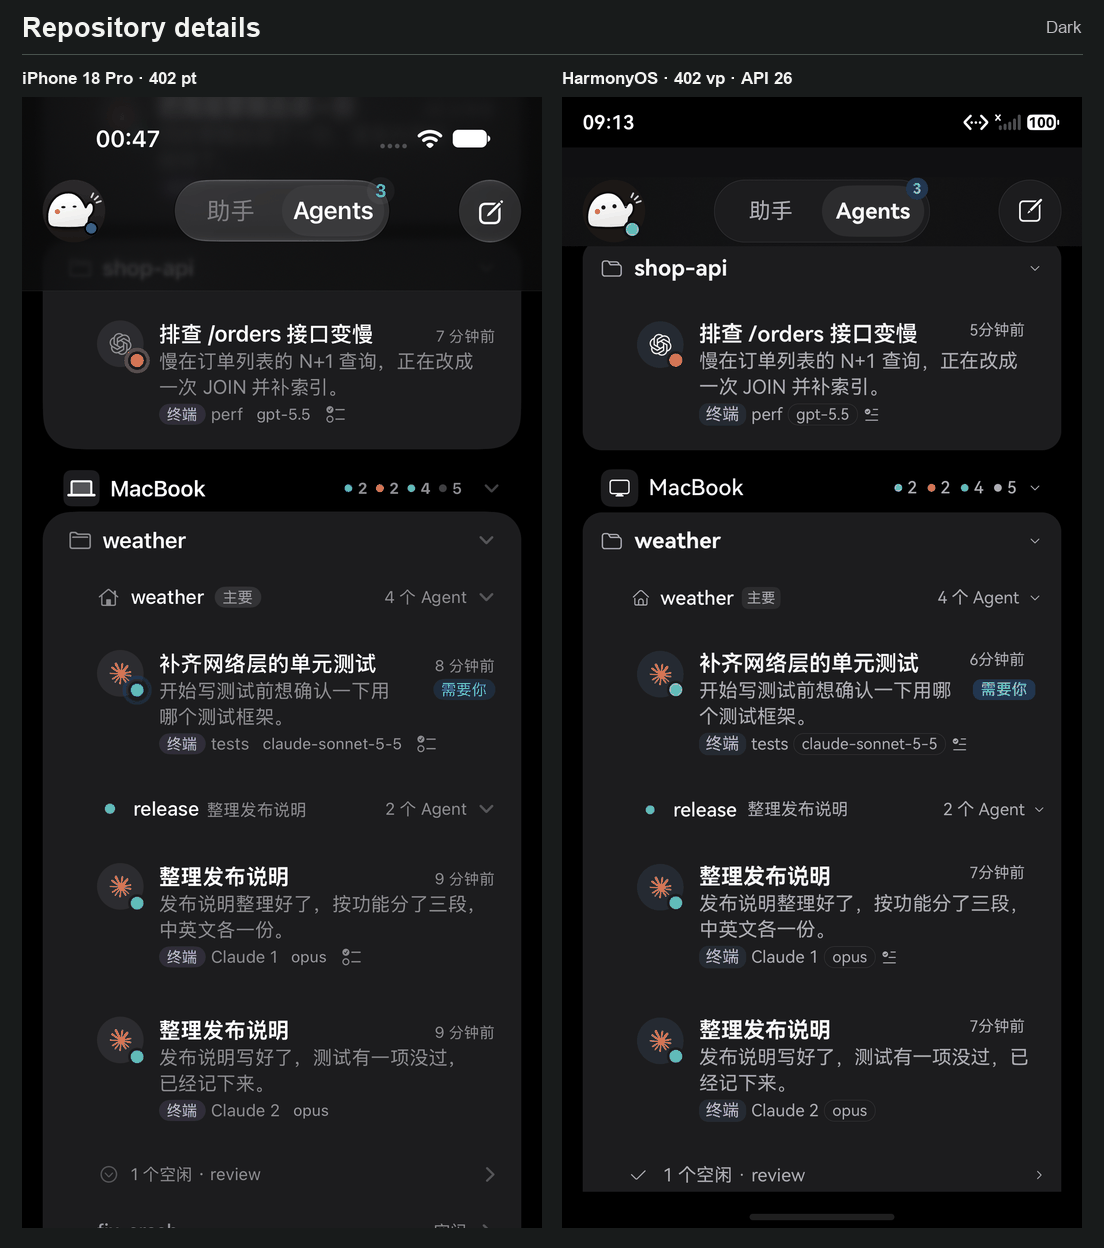 Repository details
Dark
iPhone 18 Pro · 402 pt
00:47
助手
Agents
3
shop-api
排查 /orders 接口变慢
7 分钟前
慢在订单列表的 N+1 查询，正在改成
一次 JOIN 并补索引。
终端 perf gpt-5.5
MacBook
2 2 4 5
weather
weather 主要
4 个 Agent
补齐网络层的单元测试
8 分钟前
开始写测试前想确认一下用
需要你
哪个测试框架。
终端 tests claude-sonnet-5-5
release 整理发布说明
2 个 Agent
整理发布说明
9 分钟前
发布说明整理好了，按功能分了三段，
中英文各一份。
终端 Claude 1 opus
整理发布说明
9 分钟前
发布说明写好了，测试有一项没过，
已经记下来。
终端 Claude 2 opus
1 个空闲 · review
HarmonyOS · 402 vp · API 26
09:13
100
助手
Agents
3
shop-api
排查 /orders 接口变慢
5分钟前
慢在订单列表的 N+1 查询，正在改成
一次 JOIN 并补索引。
终端 perf gpt-5.5
MacBook
2 2 4 5
weather
weather 主要
4 个 Agent
补齐网络层的单元测试
6分钟前
开始写测试前想确认一下用哪
需要你
个测试框架。
终端 tests claude-sonnet-5-5
release 整理发布说明
2 个 Agent
整理发布说明
7分钟前
发布说明整理好了，按功能分了三段，
中英文各一份。
终端 Claude 1 opus
整理发布说明
7分钟前
发布说明写好了，测试有一项没过，已
经记下来。
终端 Claude 2 opus
1 个空闲 · review